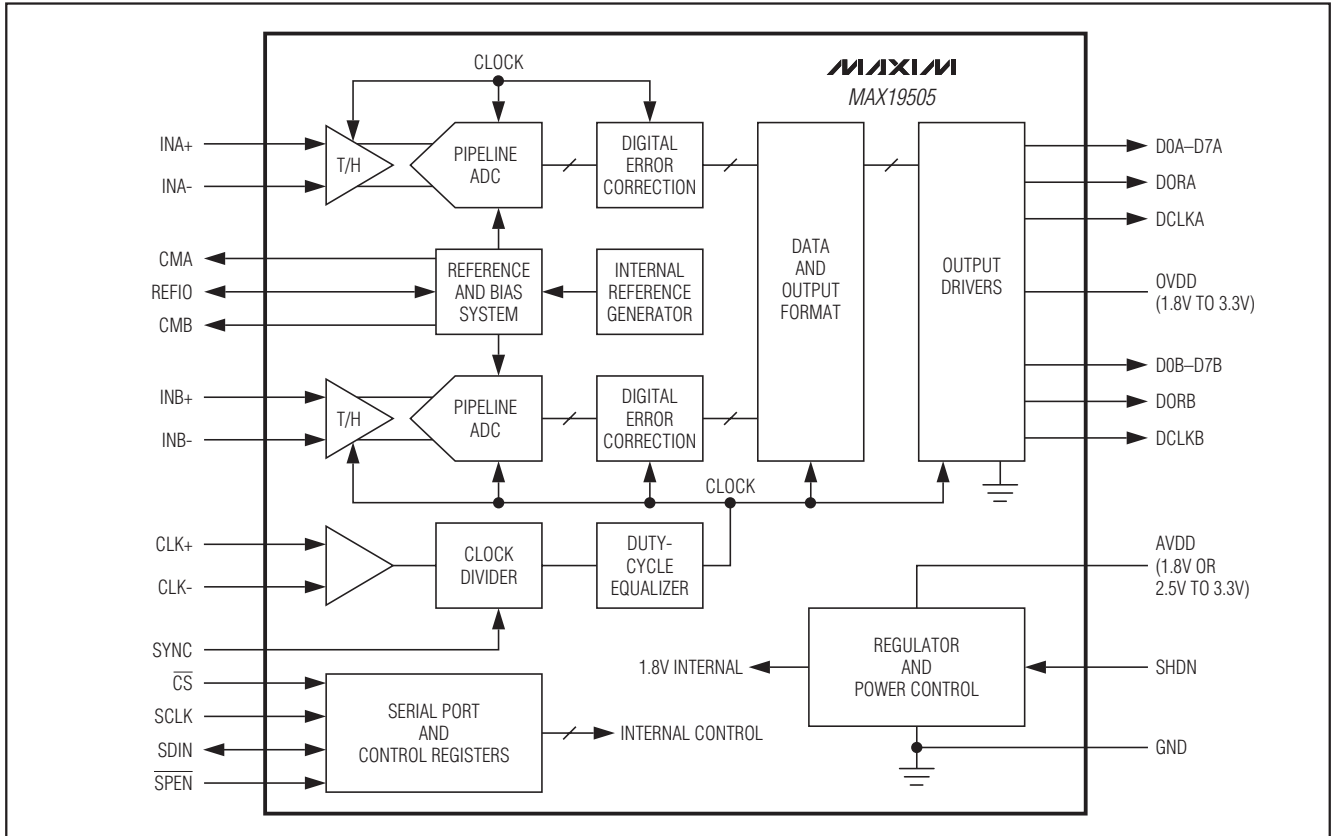 CLOCK
MAXIM
MAX19505
INA+
INA-
T/H
PIPELINE
ADC
DIGITAL
ERROR
CORRECTION
DATA
AND
OUTPUT
FORMAT
OUTPUT
DRIVERS
D0A–D7A
DORA
DCLKA
OVDD
(1.8V TO 3.3V)
D0B–D7B
DORB
DCLKB
CMA
REFIO
CMB
REFERENCE
AND BIAS
SYSTEM
INTERNAL
REFERENCE
GENERATOR
INB+
INB-
T/H
PIPELINE
ADC
DIGITAL
ERROR
CORRECTION
CLOCK
CLK+
CLK-
CLOCK
DIVIDER
DUTY-
CYCLE
EQUALIZER
AVDD
(1.8V OR
2.5V TO 3.3V)
SYNC
C̅S̅
SCLK
SDIN
S̅P̅E̅N̅
SERIAL PORT
AND
CONTROL REGISTERS
INTERNAL CONTROL
1.8V INTERNAL
REGULATOR
AND
POWER CONTROL
SHDN
GND